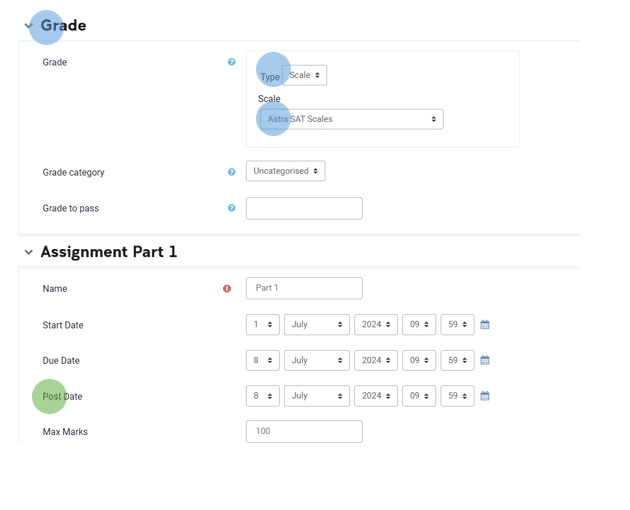 Grade
Grade
Type Scale
Scale
Astra SAT Scales
Grade category Uncategorised
Grade to pass
Assignment Part 1
Name Part 1
Start Date 1 July 2024 09 59
Due Date 8 July 2024 09 59
Post Date 8 July 2024 09 59
Max Marks 100